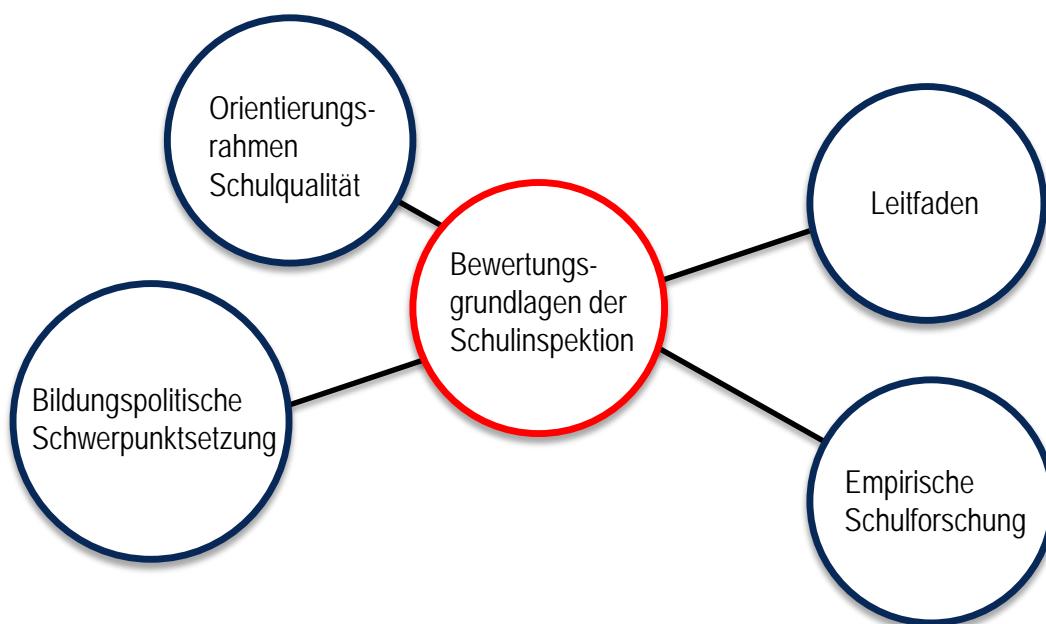 Orientierungs-
rahmen
Schulqualität
Leitfaden
Bewertungs-
grundlagen der
Schulinspektion
Bildungspolitische
Schwerpunktsetzung
Empirische
Schulforschung